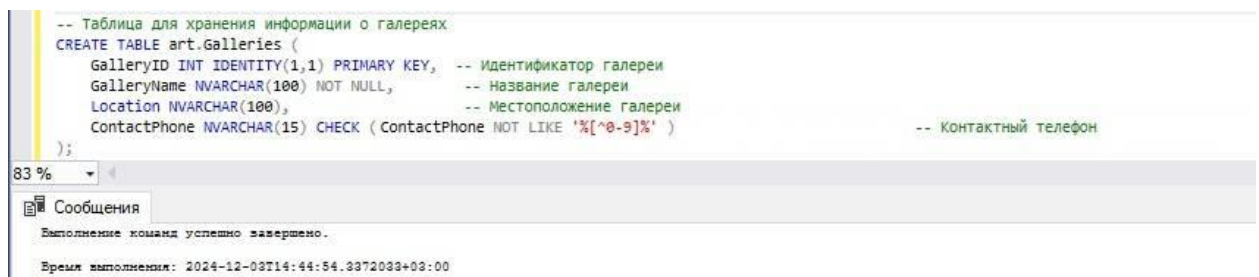 -- Таблица для хранения информации о галереях
CREATE TABLE art.Galleries (
GalleryID INT IDENTITY(1,1) PRIMARY KEY, -- Идентификатор галереи
GalleryName NVARCHAR(100) NOT NULL, -- Название галереи
Location NVARCHAR(100), -- Местоположение галереи
ContactPhone NVARCHAR(15) CHECK ( ContactPhone NOT LIKE '%[^0-9]%' ) -- Контактный телефон
);
83 %
Сообщения
Выполнение команд успешно завершено.
Время выполнения: 2024-12-03T14:44:54.3372033+03:00